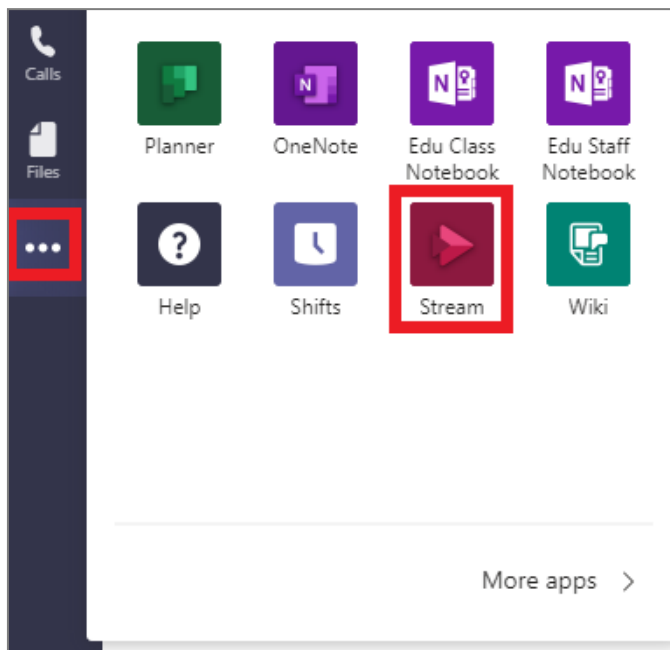 Calls
Files
Planner
OneNote
Edu Class
Notebook
Edu Staff
Notebook
Help
Shifts
Stream
Wiki
More apps